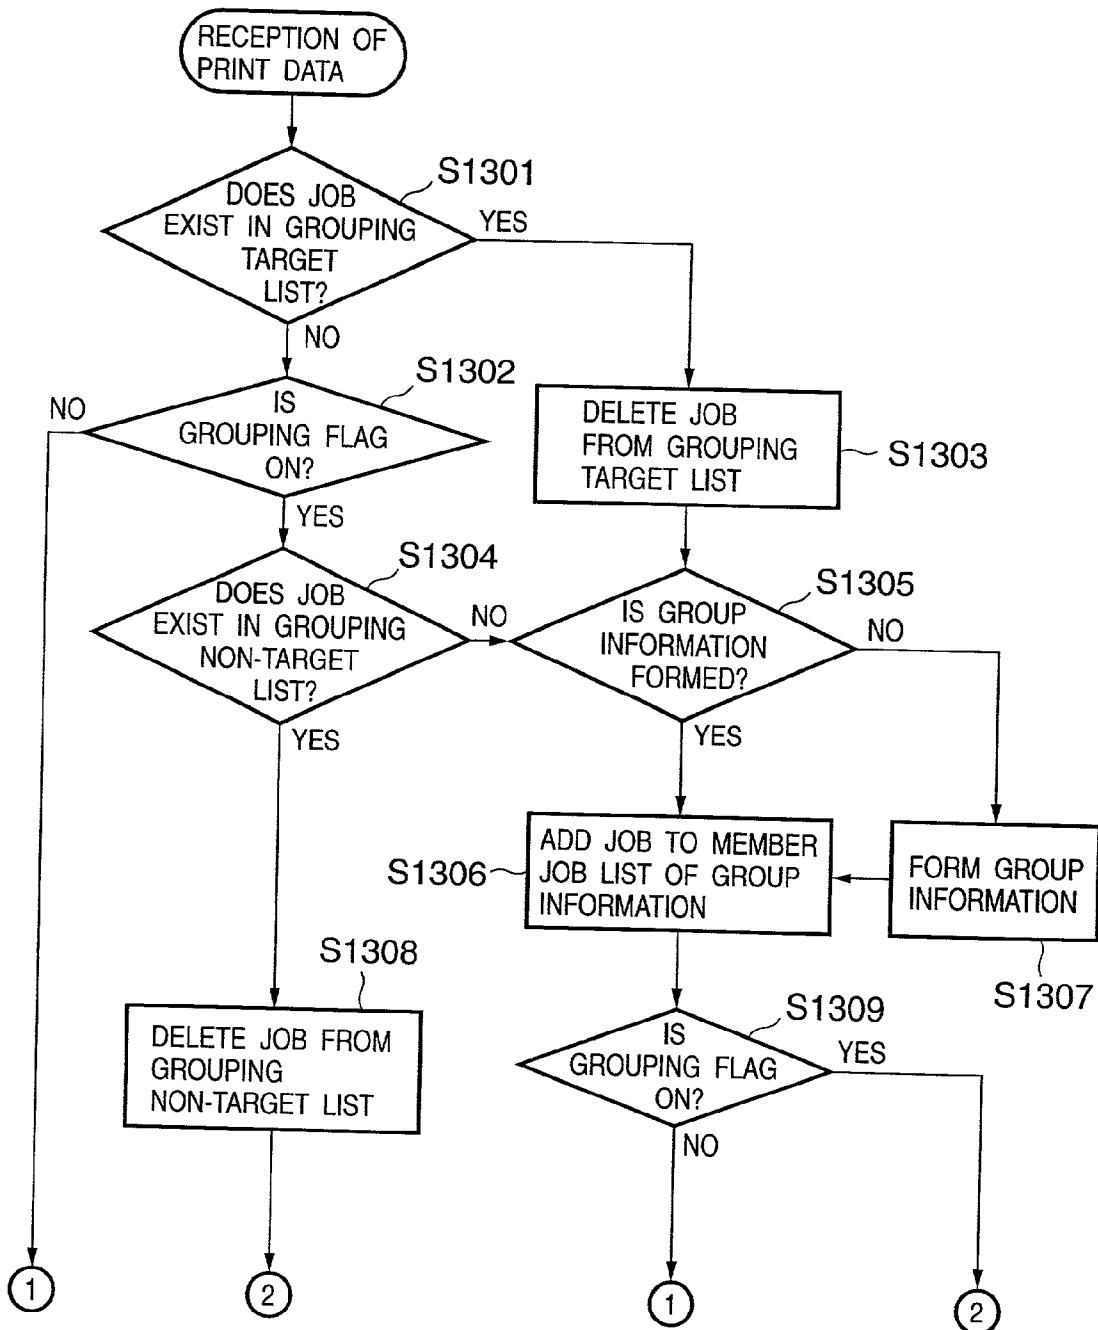 RECEPTION OF
PRINT DATA
S1301
DOES JOB
EXIST IN GROUPING
TARGET
LIST?
YES
NO
S1302
IS
GROUPING FLAG
ON?
NO
YES
DELETE JOB
FROM GROUPING
TARGET LIST
S1303
S1304
DOES JOB
EXIST IN GROUPING
NON-TARGET
LIST?
NO
YES
S1305
IS GROUP
INFORMATION
FORMED?
NO
YES
S1306
ADD JOB TO MEMBER
JOB LIST OF GROUP
INFORMATION
FORM GROUP
INFORMATION
S1307
S1308
DELETE JOB FROM
GROUPING
NON-TARGET LIST
S1309
IS
GROUPING FLAG
ON?
YES
NO
1
2
1
2